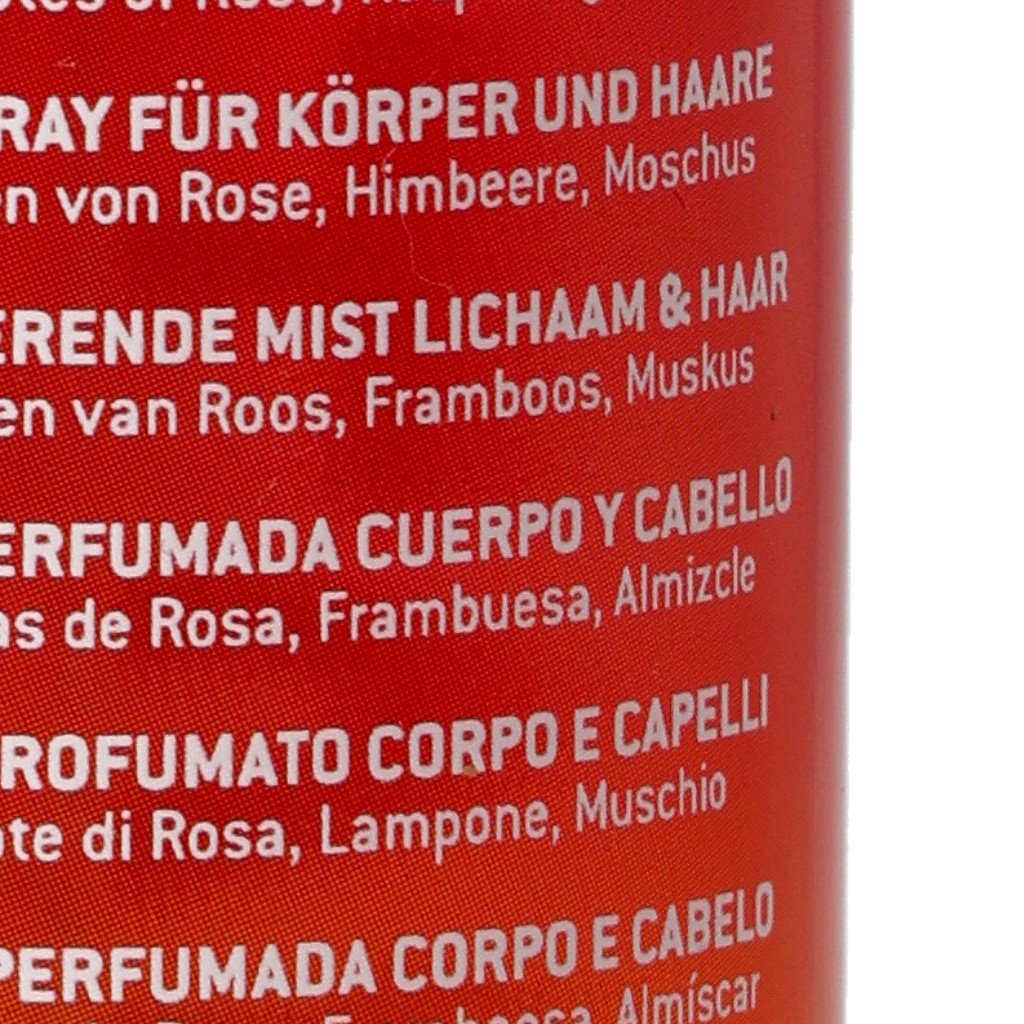 RAY FÜR KÖRPER UND HAARE
en von Rose, Himbeere, Moschus
ERENDE MIST LICHAAM & HAAR
en van Roos, Framboos, Muskus
ERFUMADA CUERPO Y CABELLO
as de Rosa, Frambuesa, Almizcle
ROFUMATO CORPO E CAPELLI
ote di Rosa, Lampone, Muschio
PERFUMADA CORPO E CABELO
Almíscar